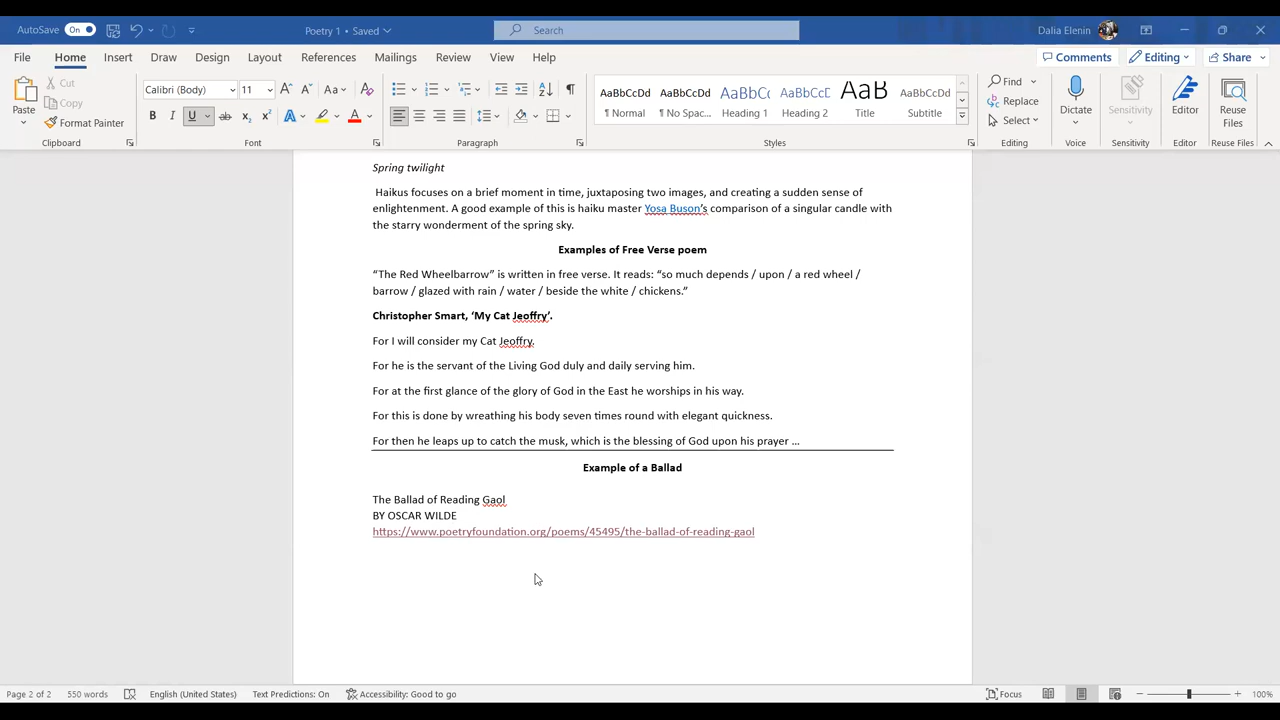 AutoSave On Poetry 1 • Saved Search Dalia Elenin
File Home Insert Draw Design Layout References Mailings Review View Help Comments Editing Share
Paste Cut Copy Format Painter Calibri (Body) 11 Aa AaBbCcDd AaBbCcDd AaBbCc AaBbCcD AaB AaBbCcDd Find Replace Select Dictate Sensitivity Editor Reuse Files
¶ Normal ¶ No Spac... Heading 1 Heading 2 Title Subtitle
Clipboard Font Paragraph Styles Editing Voice Sensitivity Editor Reuse Files
Spring twilight
Haikus focuses on a brief moment in time, juxtaposing two images, and creating a sudden sense of
enlightenment. A good example of this is haiku master Yosa Buson’s comparison of a singular candle with
the starry wonderment of the spring sky.
Examples of Free Verse poem
“The Red Wheelbarrow” is written in free verse. It reads: “so much depends / upon / a red wheel /
barrow / glazed with rain / water / beside the white / chickens.”
Christopher Smart, ‘My Cat Jeoffry’.
For I will consider my Cat Jeoffry.
For he is the servant of the Living God duly and daily serving him.
For at the first glance of the glory of God in the East he worships in his way.
For this is done by wreathing his body seven times round with elegant quickness.
For then he leaps up to catch the musk, which is the blessing of God upon his prayer …
Example of a Ballad
The Ballad of Reading Gaol
BY OSCAR WILDE
https://www.poetryfoundation.org/poems/45495/the-ballad-of-reading-gaol
Page 2 of 2 550 words English (United States) Text Predictions: On Accessibility: Good to go Focus 100%